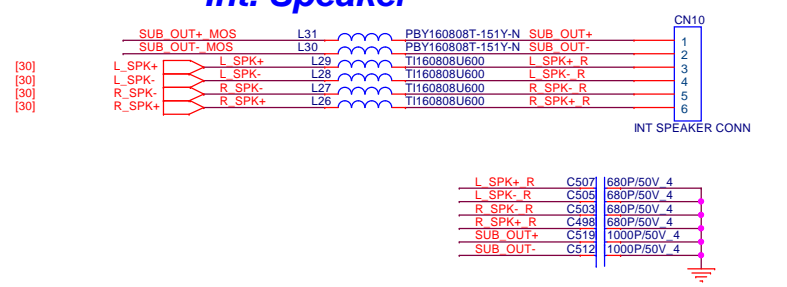 Int. Speaker
CN10
SUB_OUT+_MOS L31 PBY160808T-151Y-N SUB_OUT+ 1
SUB_OUT-_MOS L30 PBY160808T-151Y-N SUB_OUT- 2
[30] L_SPK+ L_SPK+ L29 TI160808U600 L_SPK+_R 3
[30] L_SPK- L_SPK- L28 TI160808U600 L_SPK-_R 4
[30] R_SPK- R_SPK- L27 TI160808U600 R_SPK-_R 5
[30] R_SPK+ R_SPK+ L26 TI160808U600 R_SPK+_R 6
INT SPEAKER CONN
L_SPK+_R C507 680P/50V_4
L_SPK-_R C505 680P/50V_4
R_SPK-_R C503 680P/50V_4
R_SPK+_R C498 680P/50V_4
SUB_OUT+ C519 1000P/50V_4
SUB_OUT- C512 1000P/50V_4